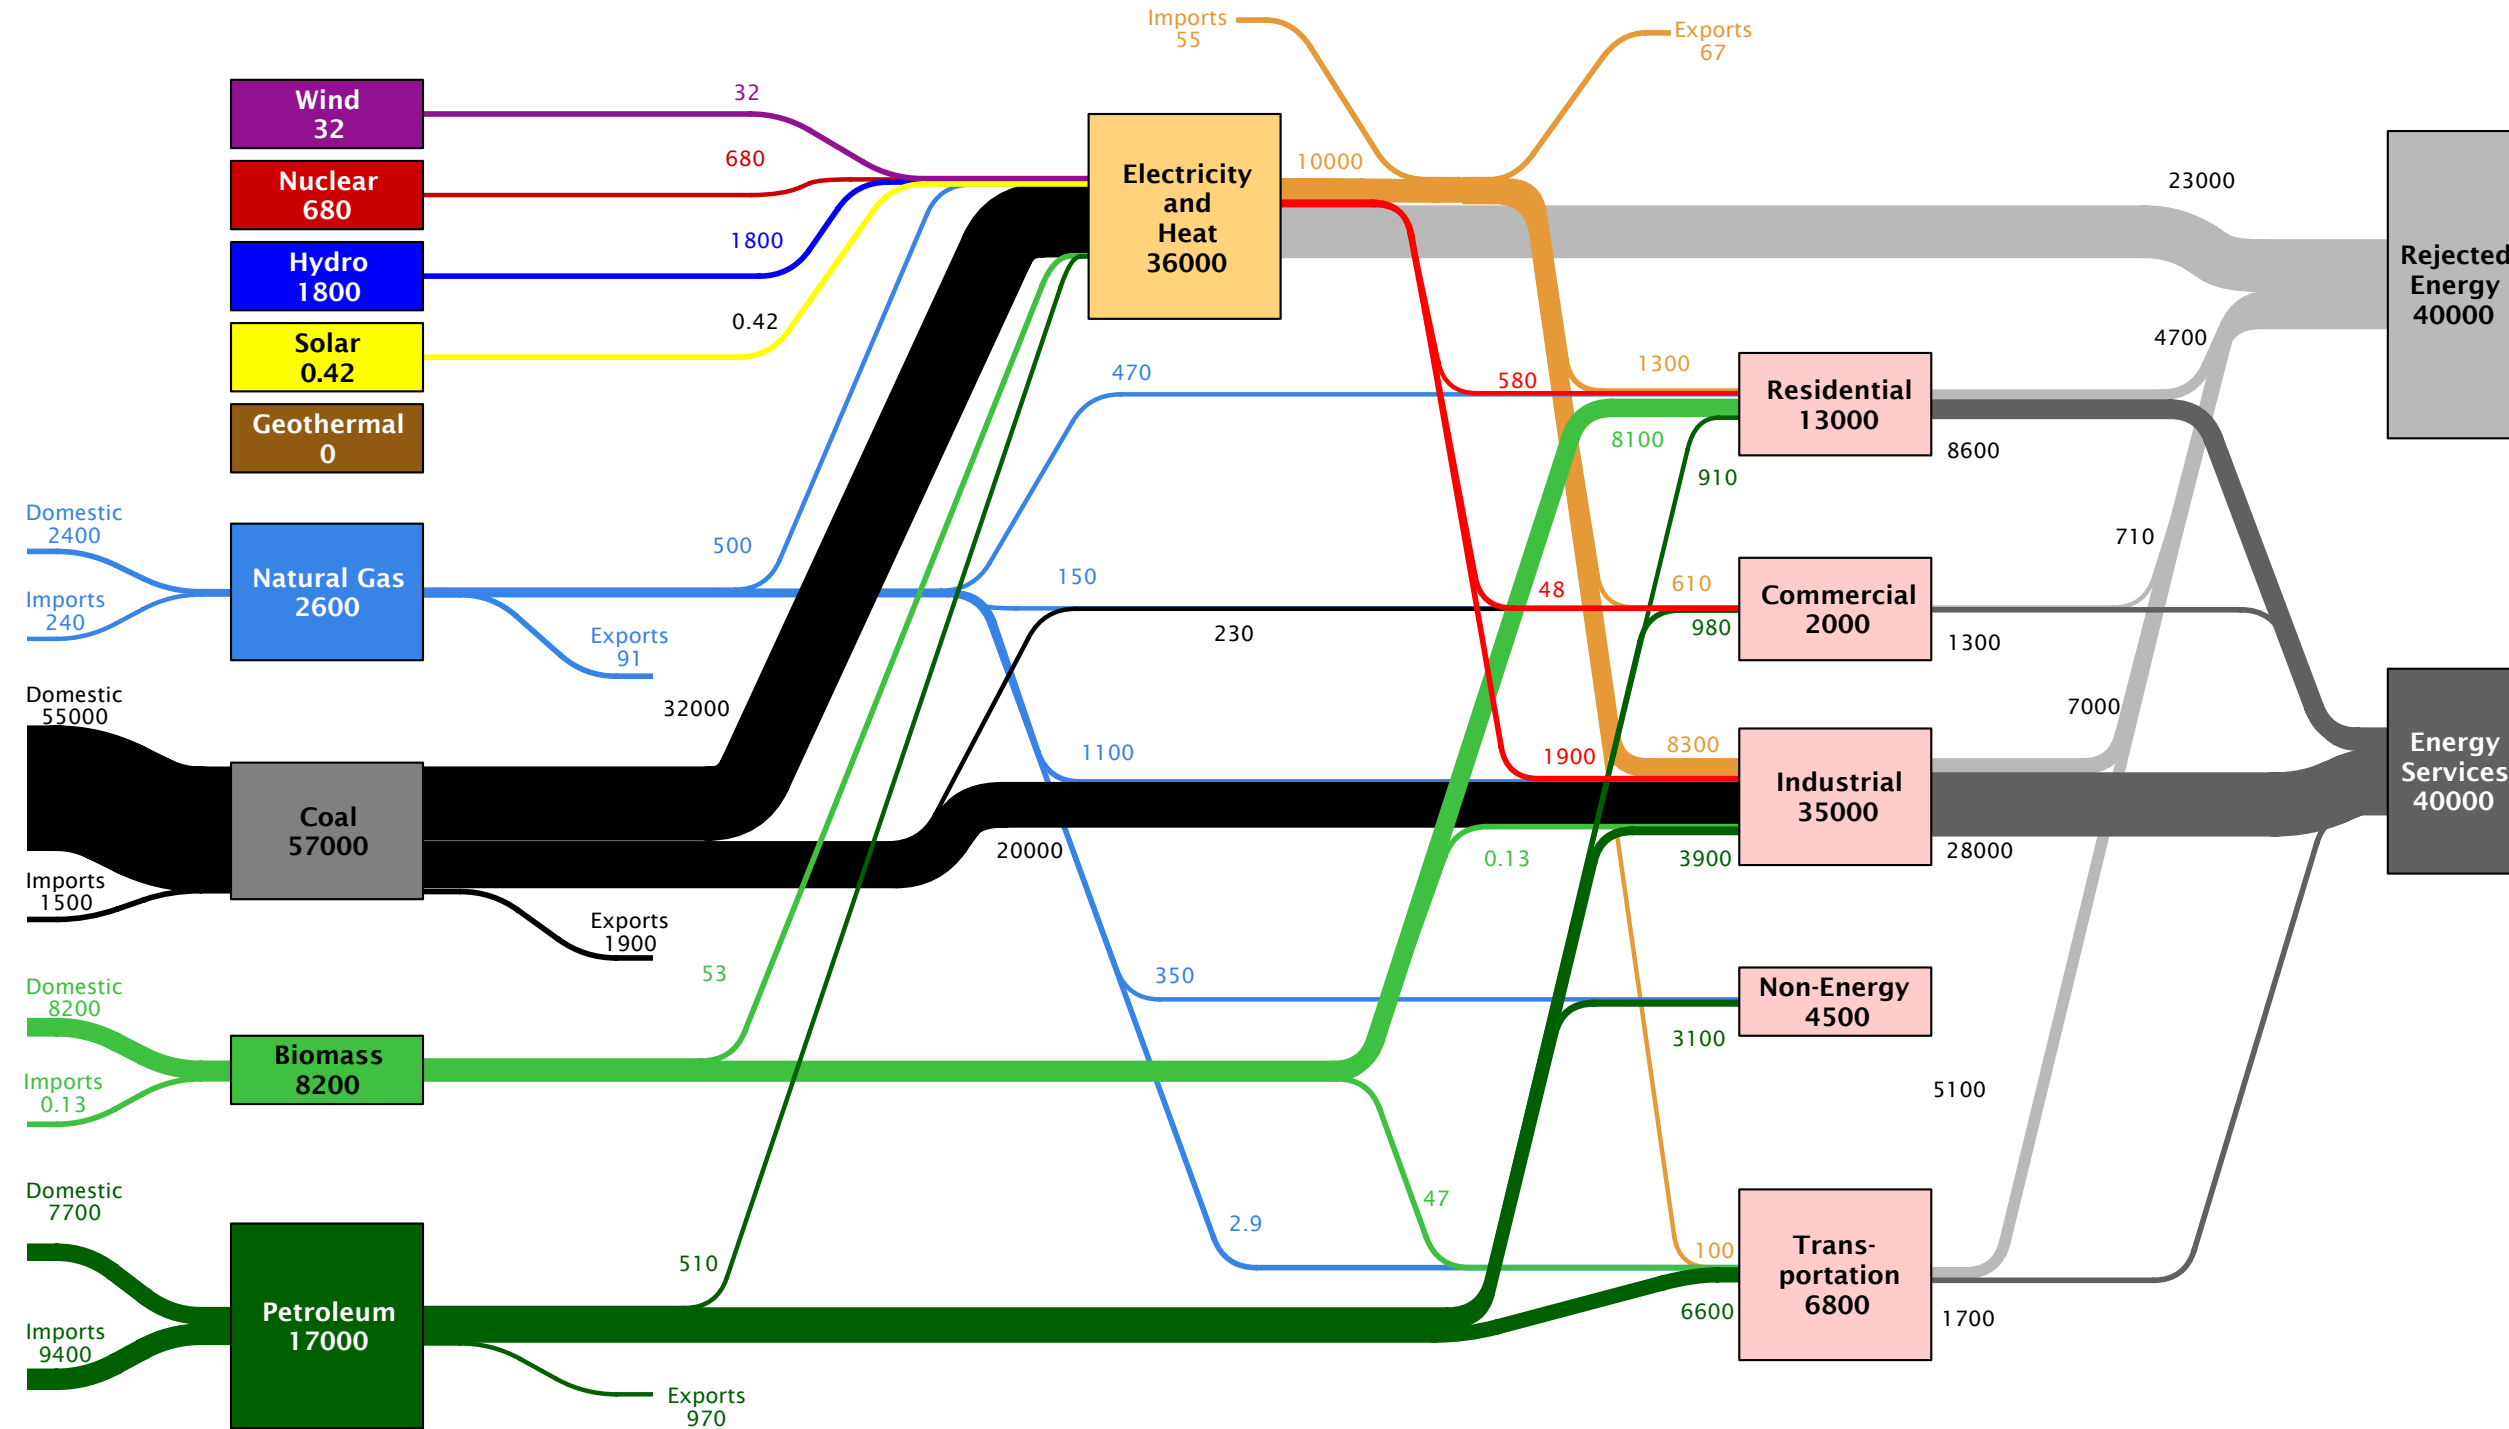 Imports
55
Exports
67
Wind
32
32
Nuclear
680
680
Hydro
1800
1800
Solar
0.42
0.42
Geothermal
0
Domestic
2400
Imports
240
Natural Gas
2600
500
Exports
91
Domestic
55000
Imports
1500
Coal
57000
32000
Exports
1900
Domestic
8200
Imports
0.13
Biomass
8200
53
Domestic
7700
Imports
9400
Petroleum
17000
510
Exports
970
Electricity
and
Heat
36000
10000
470
150
230
1100
20000
350
2.9
47
0.13
580
48
1900
1300
8100
910
610
980
8300
3900
3100
100
6600
Residential
13000
Commercial
2000
Industrial
35000
Non-Energy
4500
Trans-
portation
6800
23000
4700
8600
710
1300
7000
28000
5100
1700
Rejected
Energy
40000
Energy
Services
40000